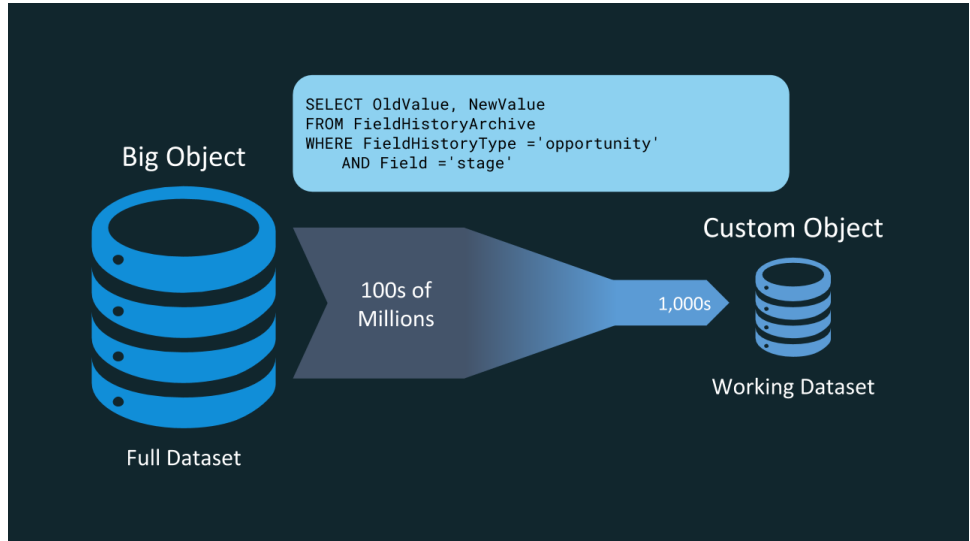 SELECT OldValue, NewValue
FROM FieldHistoryArchive
WHERE FieldHistoryType ='opportunity'
AND Field ='stage'
Big Object
Custom Object
100s of
Millions
1,000s
Working Dataset
Full Dataset